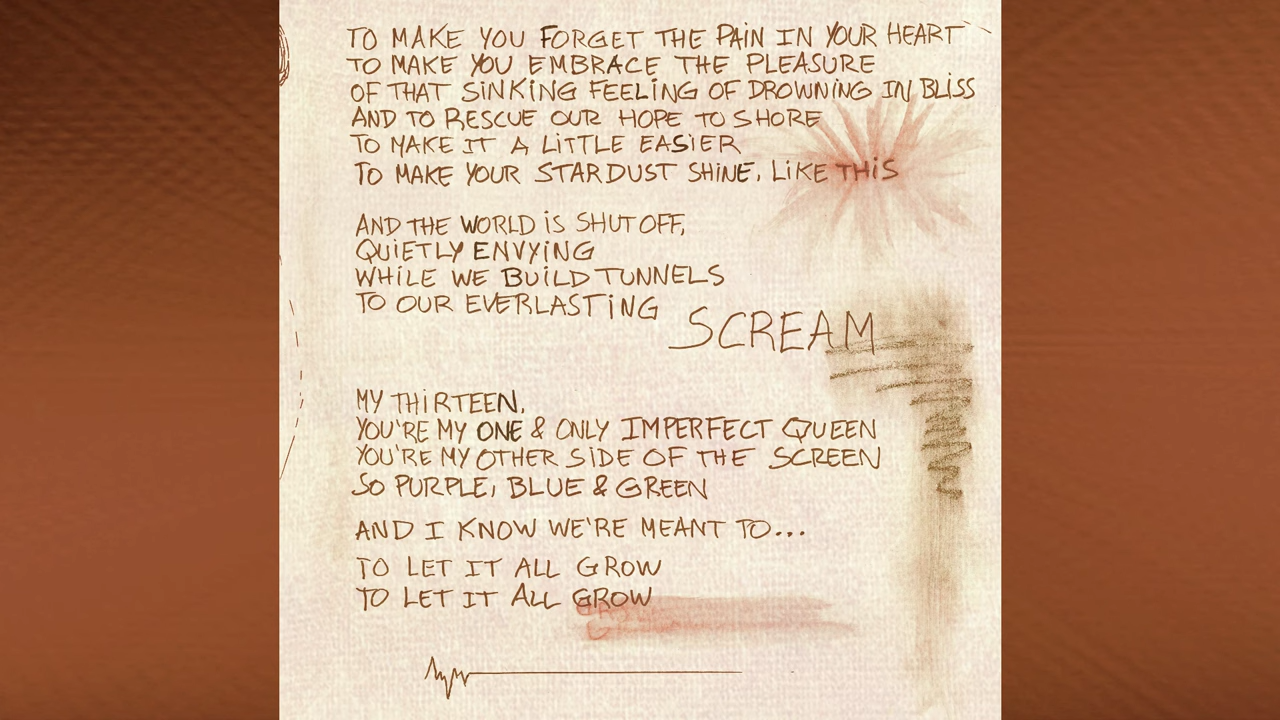 TO MAKE YOU FORGET THE PAIN IN YOUR HEART
TO MAKE YOU EMBRACE THE PLEASURE
OF THAT SINKING FEELING OF DROWNING IN BLISS
AND TO RESCUE OUR HOPE TO SHORE
TO MAKE IT A LITTLE EASIER
TO MAKE YOUR STARDUST SHINE, LIKE THIS
AND THE WORLD IS SHUT OFF,
QUIETLY ENVYING
WHILE WE BUILD TUNNELS
TO OUR EVERLASTING
SCREAM
MY THIRTEEN,
YOU'RE MY ONE & ONLY IMPERFECT QUEEN
YOU'RE MY OTHER SIDE OF THE SCREEN
SO PURPLE, BLUE & GREEN
AND I KNOW WE'RE MEANT TO...
TO LET IT ALL GROW
TO LET IT ALL GROW